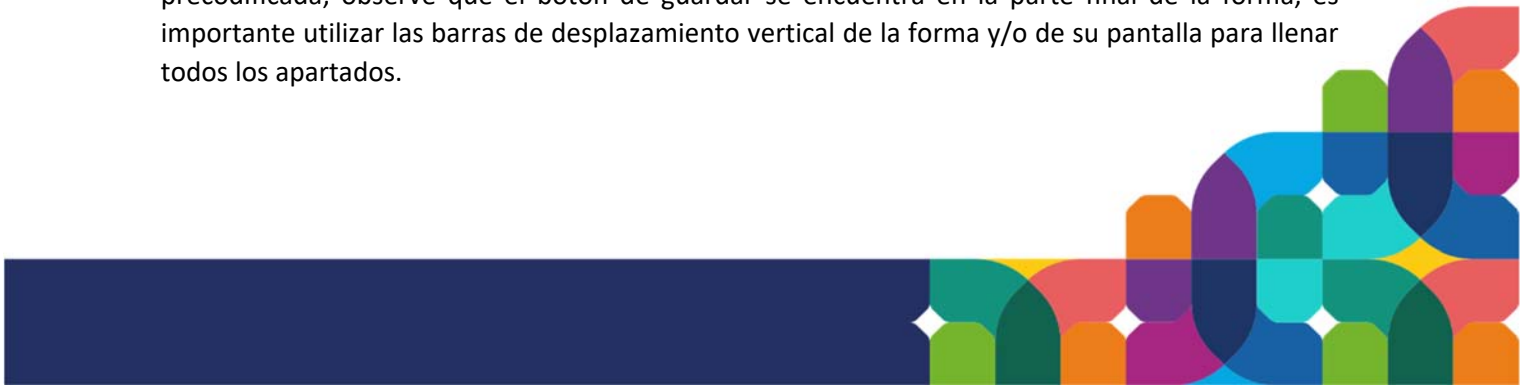 precodificada, observe que el botón de guardar se encuentra en la parte final de la forma, es
importante utilizar las barras de desplazamiento vertical de la forma y/o de su pantalla para llenar
todos los apartados.